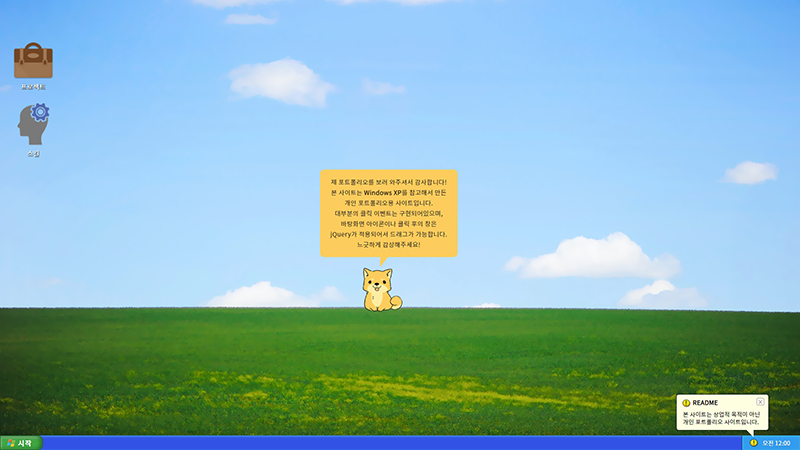 프로젝트
스킬
제 포트폴리오를 보러 와주셔서 감사합니다!
본 사이트는 Windows XP를 참고해서 만든
개인 포트폴리오용 사이트입니다.
대부분의 클릭 이벤트는 구현되어있으며,
바탕화면 아이콘이나 클릭 후의 창은
jQuery가 적용되어서 드래그가 가능합니다.
느긋하게 감상해주세요!
README
본 사이트는 상업적 목적이 아닌
개인 포트폴리오 사이트입니다.
시작
오전 12:00